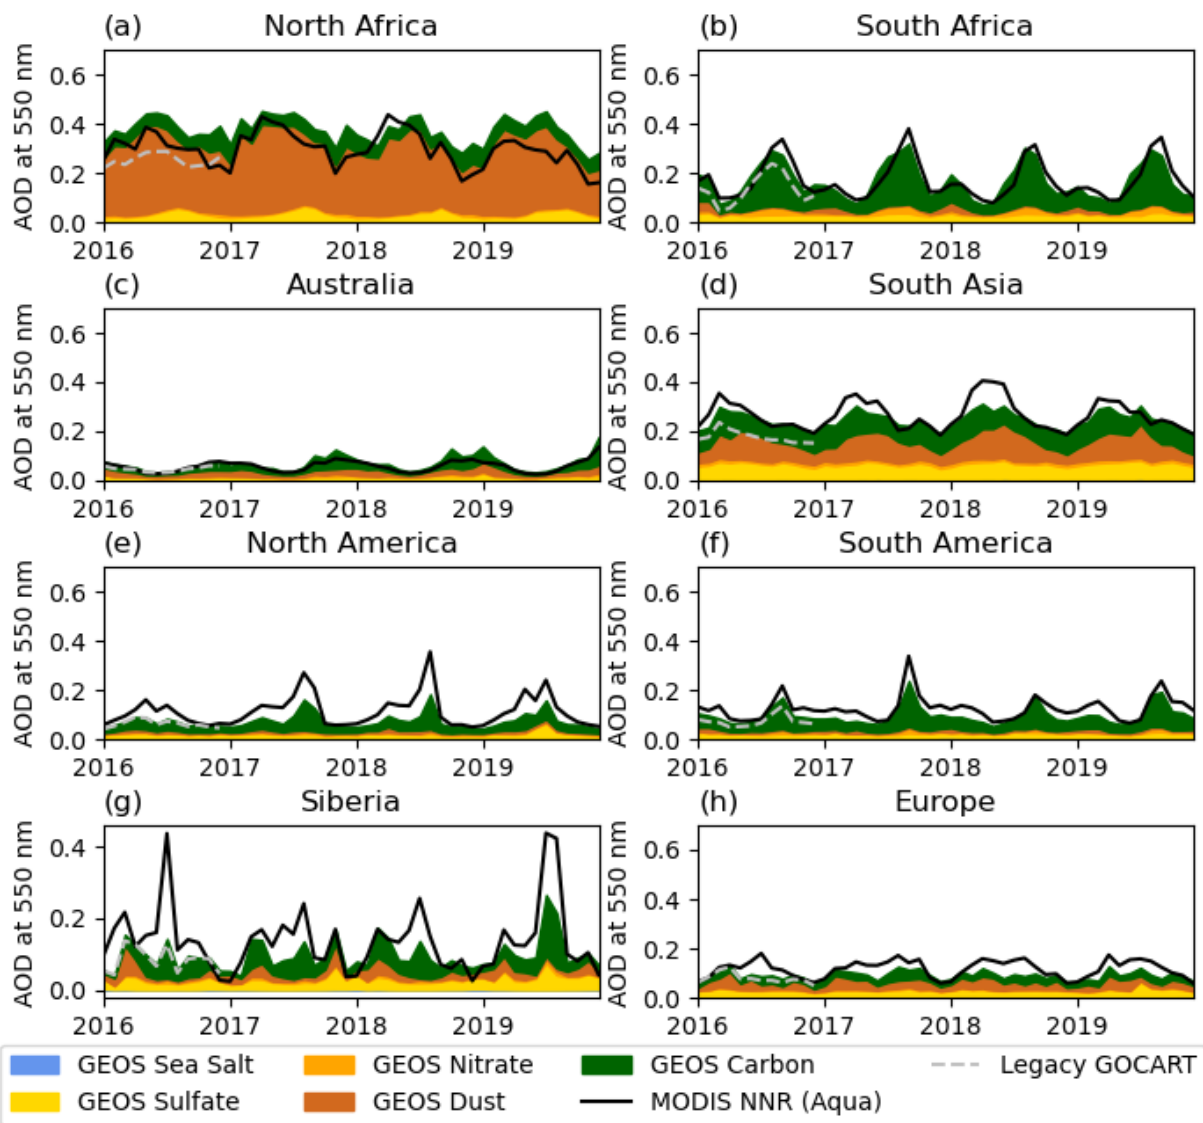 (a) North Africa
(b) South Africa
AOD at 550 nm
0.6
0.4
0.2
0.0
2016 2017 2018 2019
AOD at 550 nm
0.6
0.4
0.2
0.0
2016 2017 2018 2019
(c) Australia
(d) South Asia
AOD at 550 nm
0.6
0.4
0.2
0.0
2016 2017 2018 2019
AOD at 550 nm
0.6
0.4
0.2
0.0
2016 2017 2018 2019
(e) North America
(f) South America
AOD at 550 nm
0.6
0.4
0.2
0.0
2016 2017 2018 2019
AOD at 550 nm
0.6
0.4
0.2
0.0
2016 2017 2018 2019
(g) Siberia
(h) Europe
AOD at 550 nm
0.4
0.2
0.0
2016 2017 2018 2019
AOD at 550 nm
0.6
0.4
0.2
0.0
2016 2017 2018 2019
GEOS Sea Salt GEOS Nitrate GEOS Carbon Legacy GOCART
GEOS Sulfate GEOS Dust MODIS NNR (Aqua)